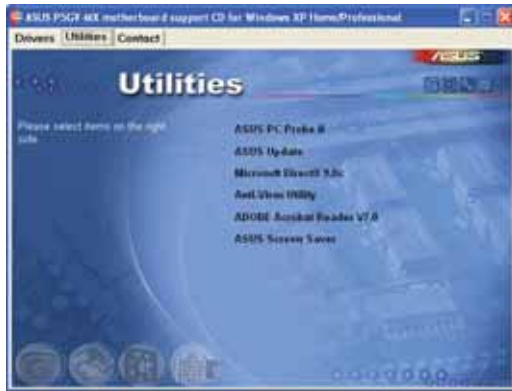 ASUS P5GV-MX motherboard support CD for Windows XP Home/Professional
Drivers Utilities Contact
ASUS
Utilities
Please select items on the right
side.
ASUS PC Probe II
ASUS Update
Microsoft DirectX 9.0c
Anti-Virus Utility
ADOBE Acrobat Reader V7.0
ASUS Screen Saver